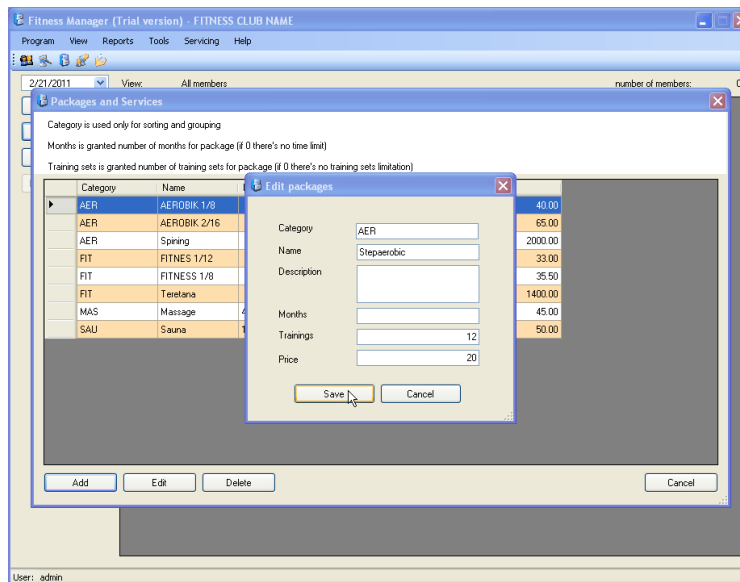 Fitness Manager (Trial version) - FITNESS CLUB NAME
Program View Reports Tools Servicing Help
2/21/2011 View: All members number of members: 0
Packages and Services
Category is used only for sorting and grouping
Months is granted number of months for package (if 0 there's no time limit)
Training sets is granted number of training sets for package (if 0 there's no training sets limitation)
Category Name
AER AEROBIK 1/8 40.00
AER AEROBIK 2/16 65.00
AER Spining 2000.00
FIT FITNES 1/12 33.00
FIT FITNESS 1/8 35.50
FIT Teretana 1400.00
MAS Massage 45.00
SAU Sauna 50.00
Edit packages
Category AER
Name Stepaerobic
Description
Months
Trainings 12
Price 20
Save Cancel
Add Edit Delete Cancel
User: admin